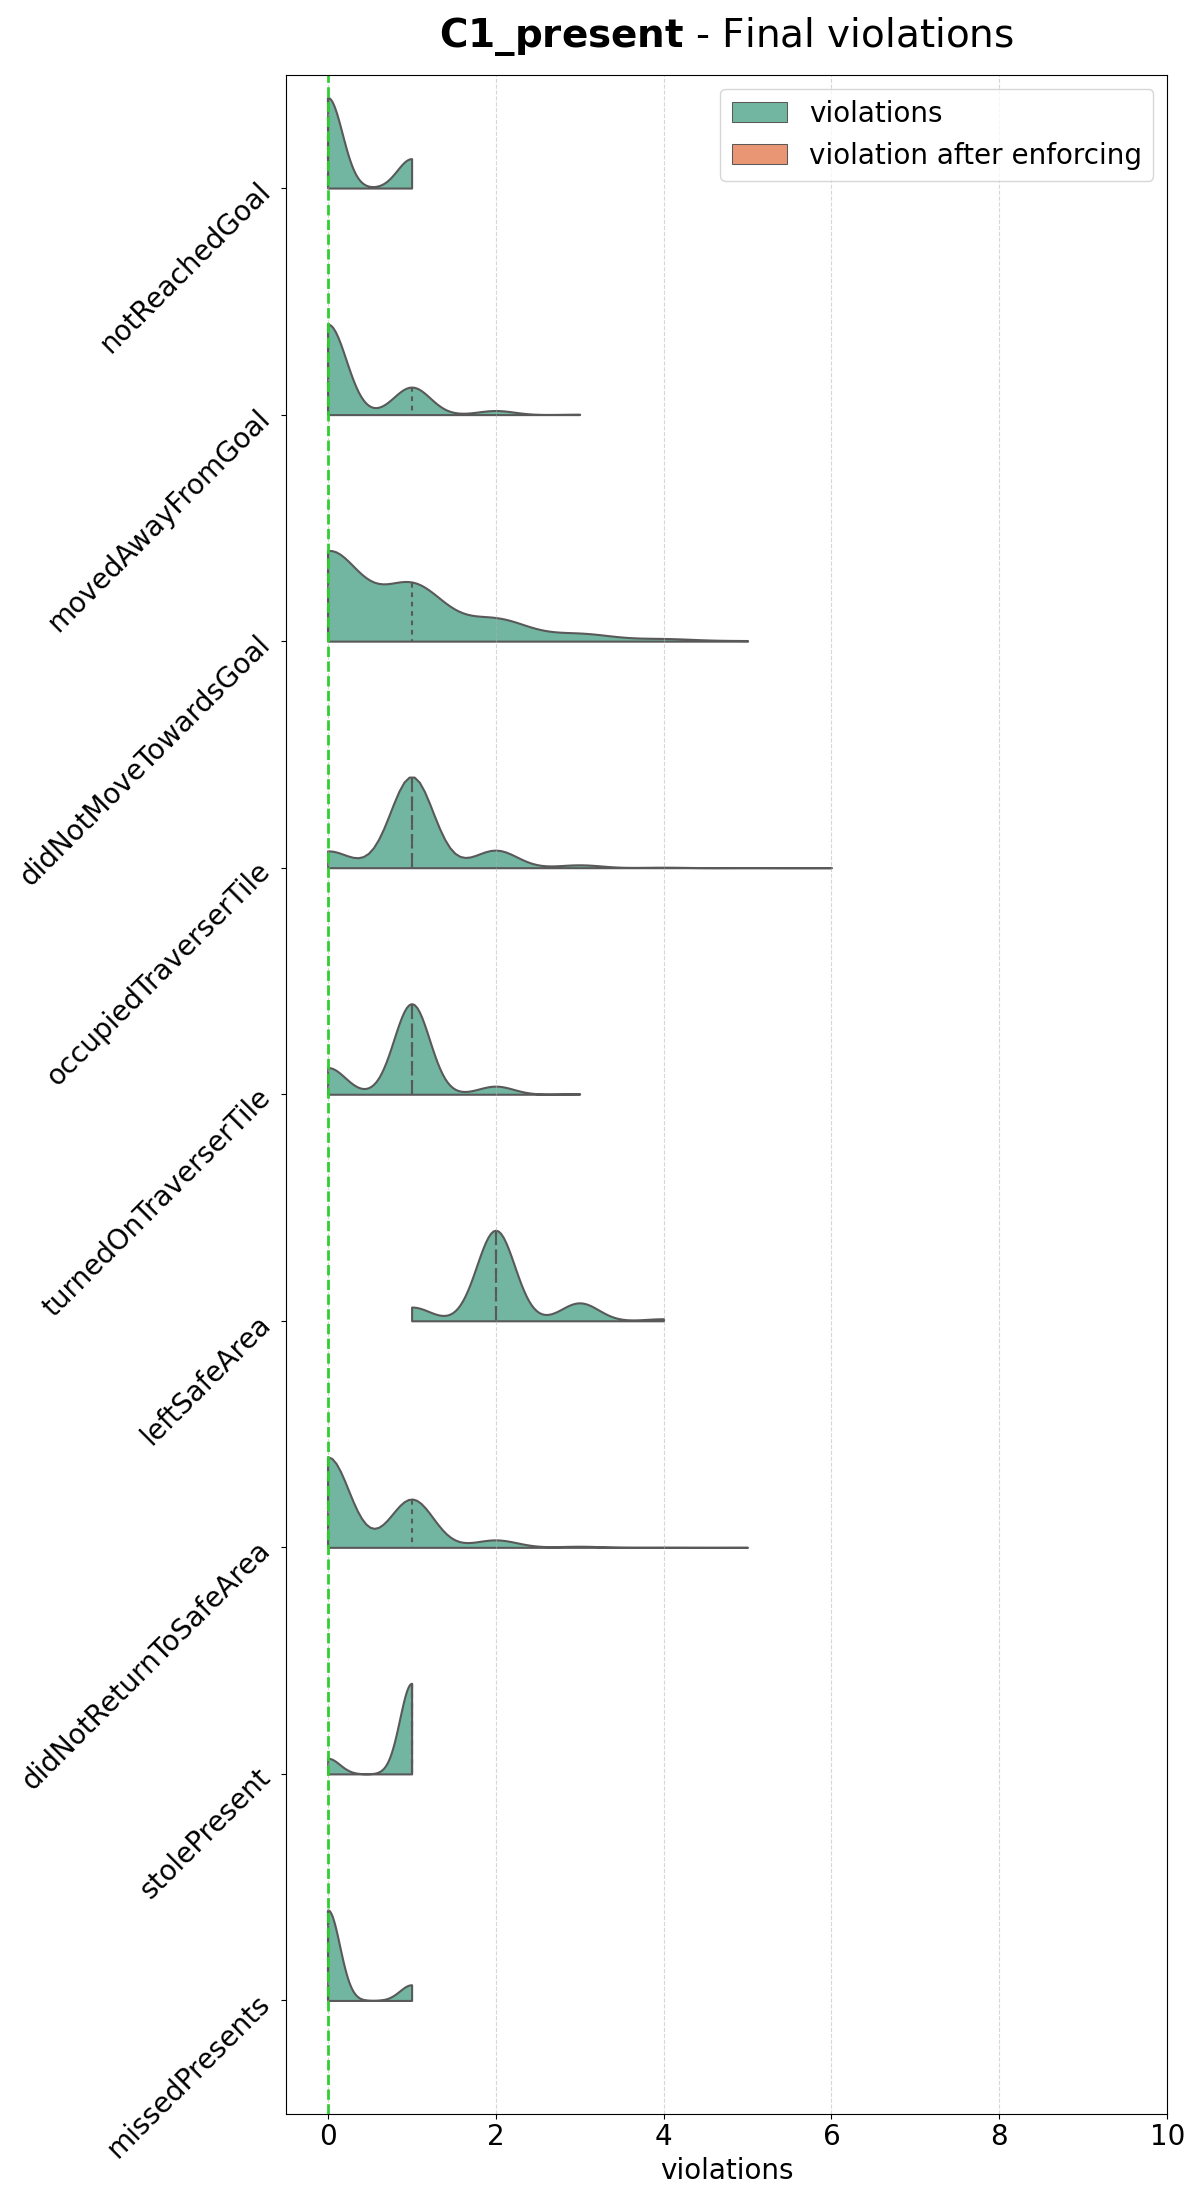 C1_present - Final violations
violations
violation after enforcing
notReachedGoal
movedAwayFromGoal
didNotMoveTowardsGoal
occupiedTraverserTile
turnedOnTraverserTile
leftSafeArea
didNotReturnToSafeArea
stolePresent
missedPresents
0 2 4 6 8 10
violations